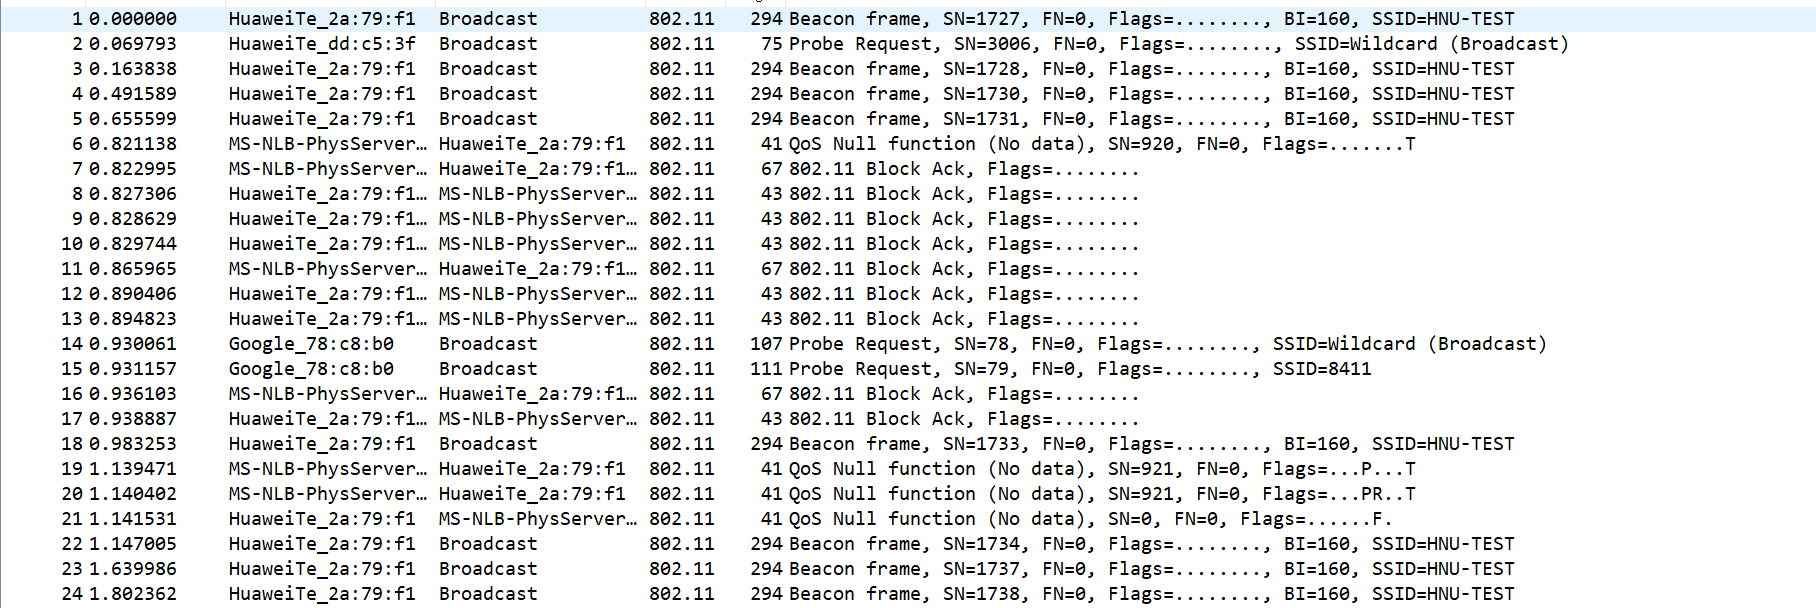 1 0.000000 HuaweiTe_2a:79:f1 Broadcast 802.11 294 Beacon frame, SN=1727, FN=0, Flags=........, BI=160, SSID=HNU-TEST
2 0.069793 HuaweiTe_dd:c5:3f Broadcast 802.11 75 Probe Request, SN=3006, FN=0, Flags=........, SSID=Wildcard (Broadcast)
3 0.163838 HuaweiTe_2a:79:f1 Broadcast 802.11 294 Beacon frame, SN=1728, FN=0, Flags=........, BI=160, SSID=HNU-TEST
4 0.491589 HuaweiTe_2a:79:f1 Broadcast 802.11 294 Beacon frame, SN=1730, FN=0, Flags=........, BI=160, SSID=HNU-TEST
5 0.655599 HuaweiTe_2a:79:f1 Broadcast 802.11 294 Beacon frame, SN=1731, FN=0, Flags=........, BI=160, SSID=HNU-TEST
6 0.821138 MS-NLB-PhysServer… HuaweiTe_2a:79:f1 802.11 41 QoS Null function (No data), SN=920, FN=0, Flags=.......T
7 0.822995 MS-NLB-PhysServer… HuaweiTe_2a:79:f1… 802.11 67 802.11 Block Ack, Flags=........
8 0.827306 HuaweiTe_2a:79:f1… MS-NLB-PhysServer… 802.11 43 802.11 Block Ack, Flags=........
9 0.828629 HuaweiTe_2a:79:f1… MS-NLB-PhysServer… 802.11 43 802.11 Block Ack, Flags=........
10 0.829744 HuaweiTe_2a:79:f1… MS-NLB-PhysServer… 802.11 43 802.11 Block Ack, Flags=........
11 0.865965 MS-NLB-PhysServer… HuaweiTe_2a:79:f1… 802.11 67 802.11 Block Ack, Flags=........
12 0.890406 HuaweiTe_2a:79:f1… MS-NLB-PhysServer… 802.11 43 802.11 Block Ack, Flags=........
13 0.894823 HuaweiTe_2a:79:f1… MS-NLB-PhysServer… 802.11 43 802.11 Block Ack, Flags=........
14 0.930061 Google_78:c8:b0 Broadcast 802.11 107 Probe Request, SN=78, FN=0, Flags=........, SSID=Wildcard (Broadcast)
15 0.931157 Google_78:c8:b0 Broadcast 802.11 111 Probe Request, SN=79, FN=0, Flags=........, SSID=8411
16 0.936103 MS-NLB-PhysServer… HuaweiTe_2a:79:f1… 802.11 67 802.11 Block Ack, Flags=........
17 0.938887 HuaweiTe_2a:79:f1… MS-NLB-PhysServer… 802.11 43 802.11 Block Ack, Flags=........
18 0.983253 HuaweiTe_2a:79:f1 Broadcast 802.11 294 Beacon frame, SN=1733, FN=0, Flags=........, BI=160, SSID=HNU-TEST
19 1.139471 MS-NLB-PhysServer… HuaweiTe_2a:79:f1 802.11 41 QoS Null function (No data), SN=921, FN=0, Flags=...P...T
20 1.140402 MS-NLB-PhysServer… HuaweiTe_2a:79:f1 802.11 41 QoS Null function (No data), SN=921, FN=0, Flags=...PR..T
21 1.141531 HuaweiTe_2a:79:f1 MS-NLB-PhysServer… 802.11 41 QoS Null function (No data), SN=0, FN=0, Flags=......F.
22 1.147005 HuaweiTe_2a:79:f1 Broadcast 802.11 294 Beacon frame, SN=1734, FN=0, Flags=........, BI=160, SSID=HNU-TEST
23 1.639986 HuaweiTe_2a:79:f1 Broadcast 802.11 294 Beacon frame, SN=1737, FN=0, Flags=........, BI=160, SSID=HNU-TEST
24 1.802362 HuaweiTe_2a:79:f1 Broadcast 802.11 294 Beacon frame, SN=1738, FN=0, Flags=........, BI=160, SSID=HNU-TEST